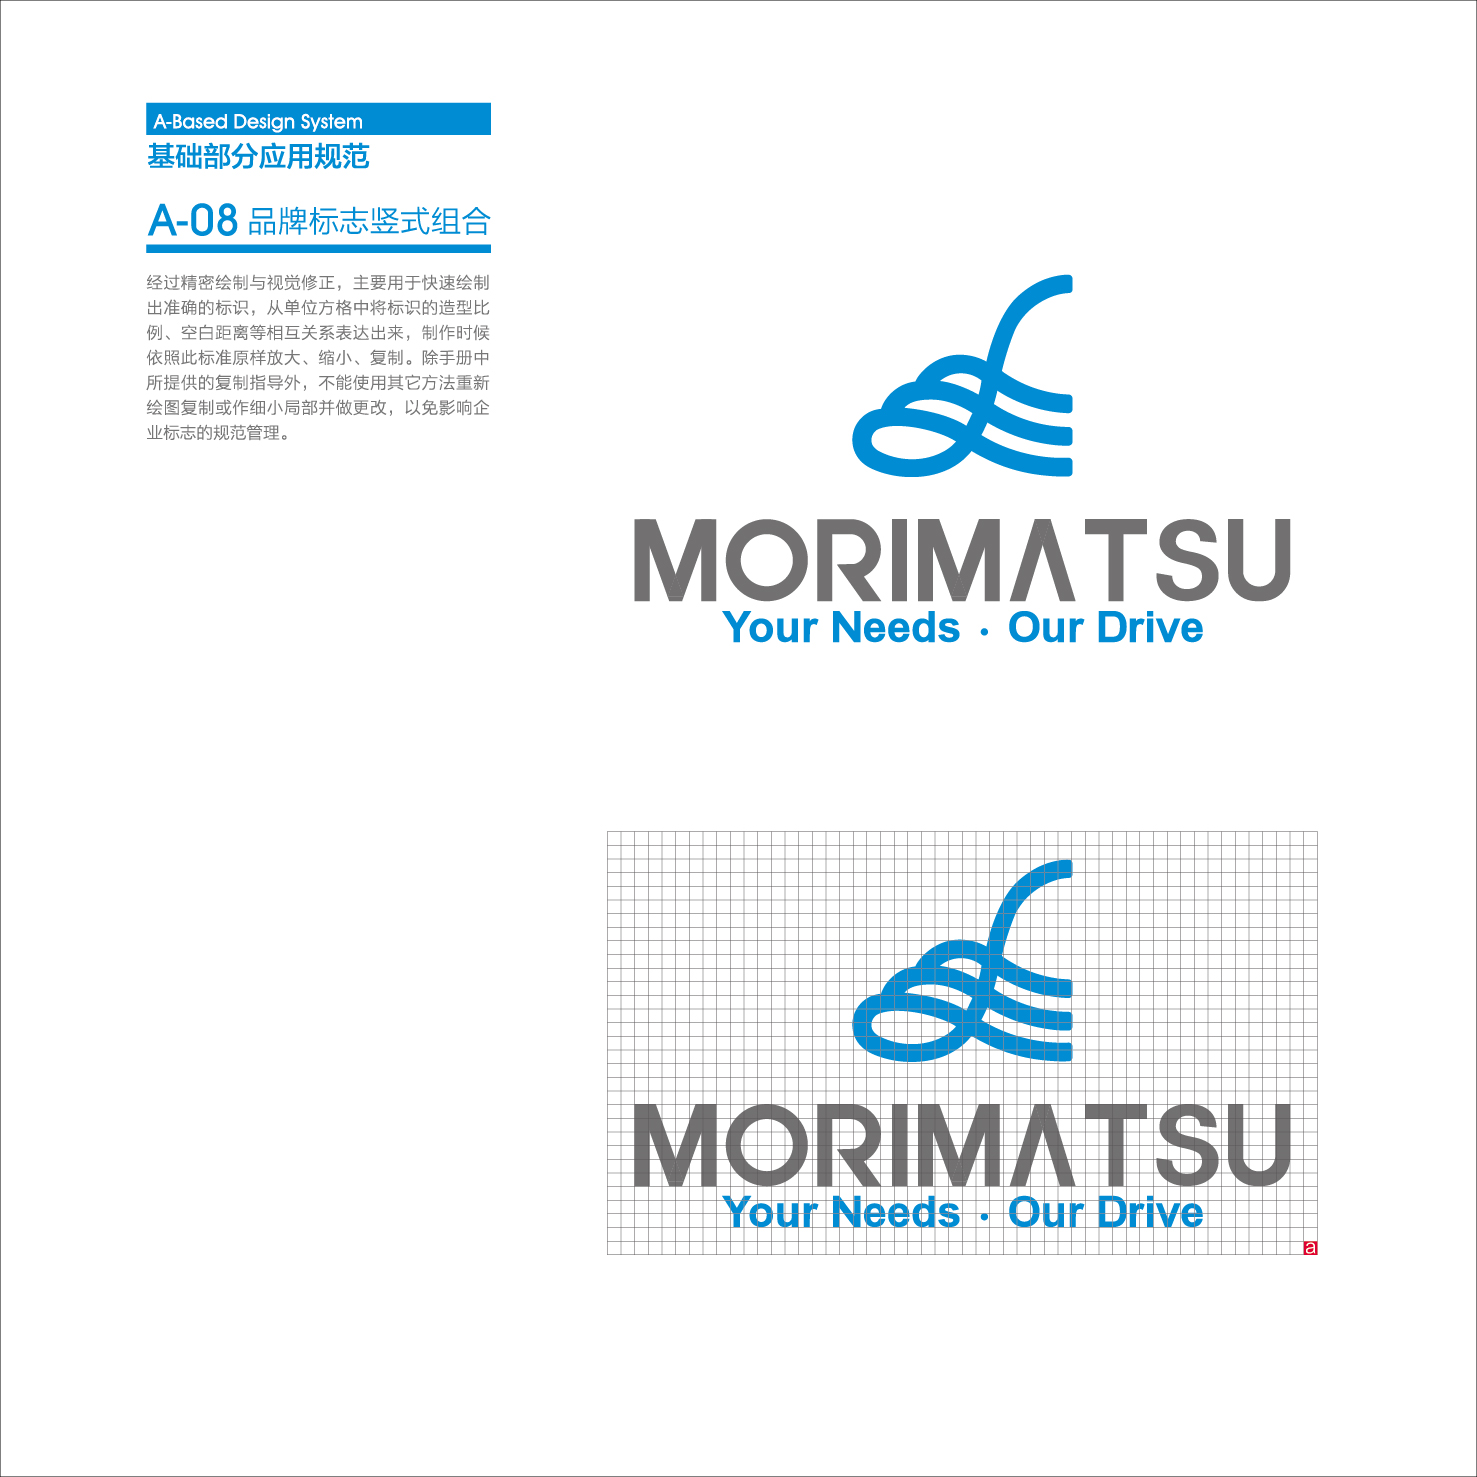 A-Based Design System
基础部分应用规范
A-08 品牌标志竖式组合
经过精密绘制与视觉修正，主要用于快速绘制
出准确的标识，从单位方格中将标识的造型比
例、空白距离等相互关系表达出来，制作时候
依照此标准原样放大、缩小、复制。除手册中
所提供的复制指导外，不能使用其它方法重新
绘图复制或作细小局部并做更改，以免影响企
业标志的规范管理。
MORIMATSU
Your Needs · Our Drive
MORIMATSU
Your Needs · Our Drive
a